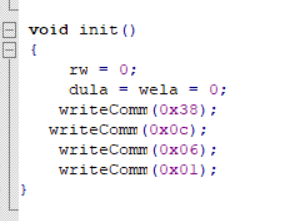 void init()
{
rw = 0;
dula = wela = 0;
writeComm(0x38);
writeComm(0x0c);
writeComm(0x06);
writeComm(0x01);
}